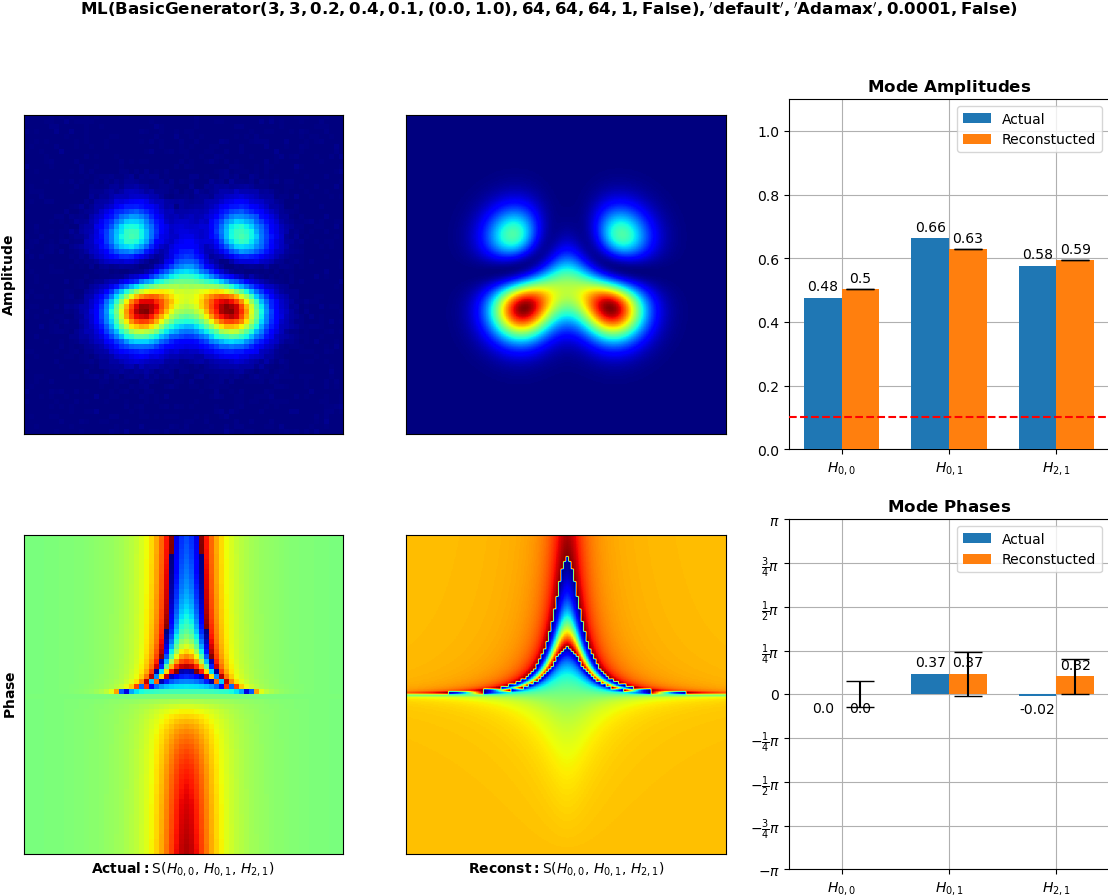 ML(BasicGenerator(3, 3, 0.2, 0.4, 0.1, (0.0, 1.0), 64, 64, 64, 1, False), ′default′, ′Adamax′, 0.0001, False)
Amplitude
Mode Amplitudes
Actual
Reconstucted
1.0
0.8
0.6
0.4
0.2
0.0
0.48
0.5
0.66
0.63
0.58
0.59
H0,0
H0,1
H2,1
Phase
Actual: S(H0,0, H0,1, H2,1)
Reconst: S(H0,0, H0,1, H2,1)
Mode Phases
Actual
Reconstucted
π
3/4π
1/2π
1/4π
0
−1/4π
−1/2π
−3/4π
−π
0.0
0.0
0.37
0.37
-0.02
0.32
H0,0
H0,1
H2,1